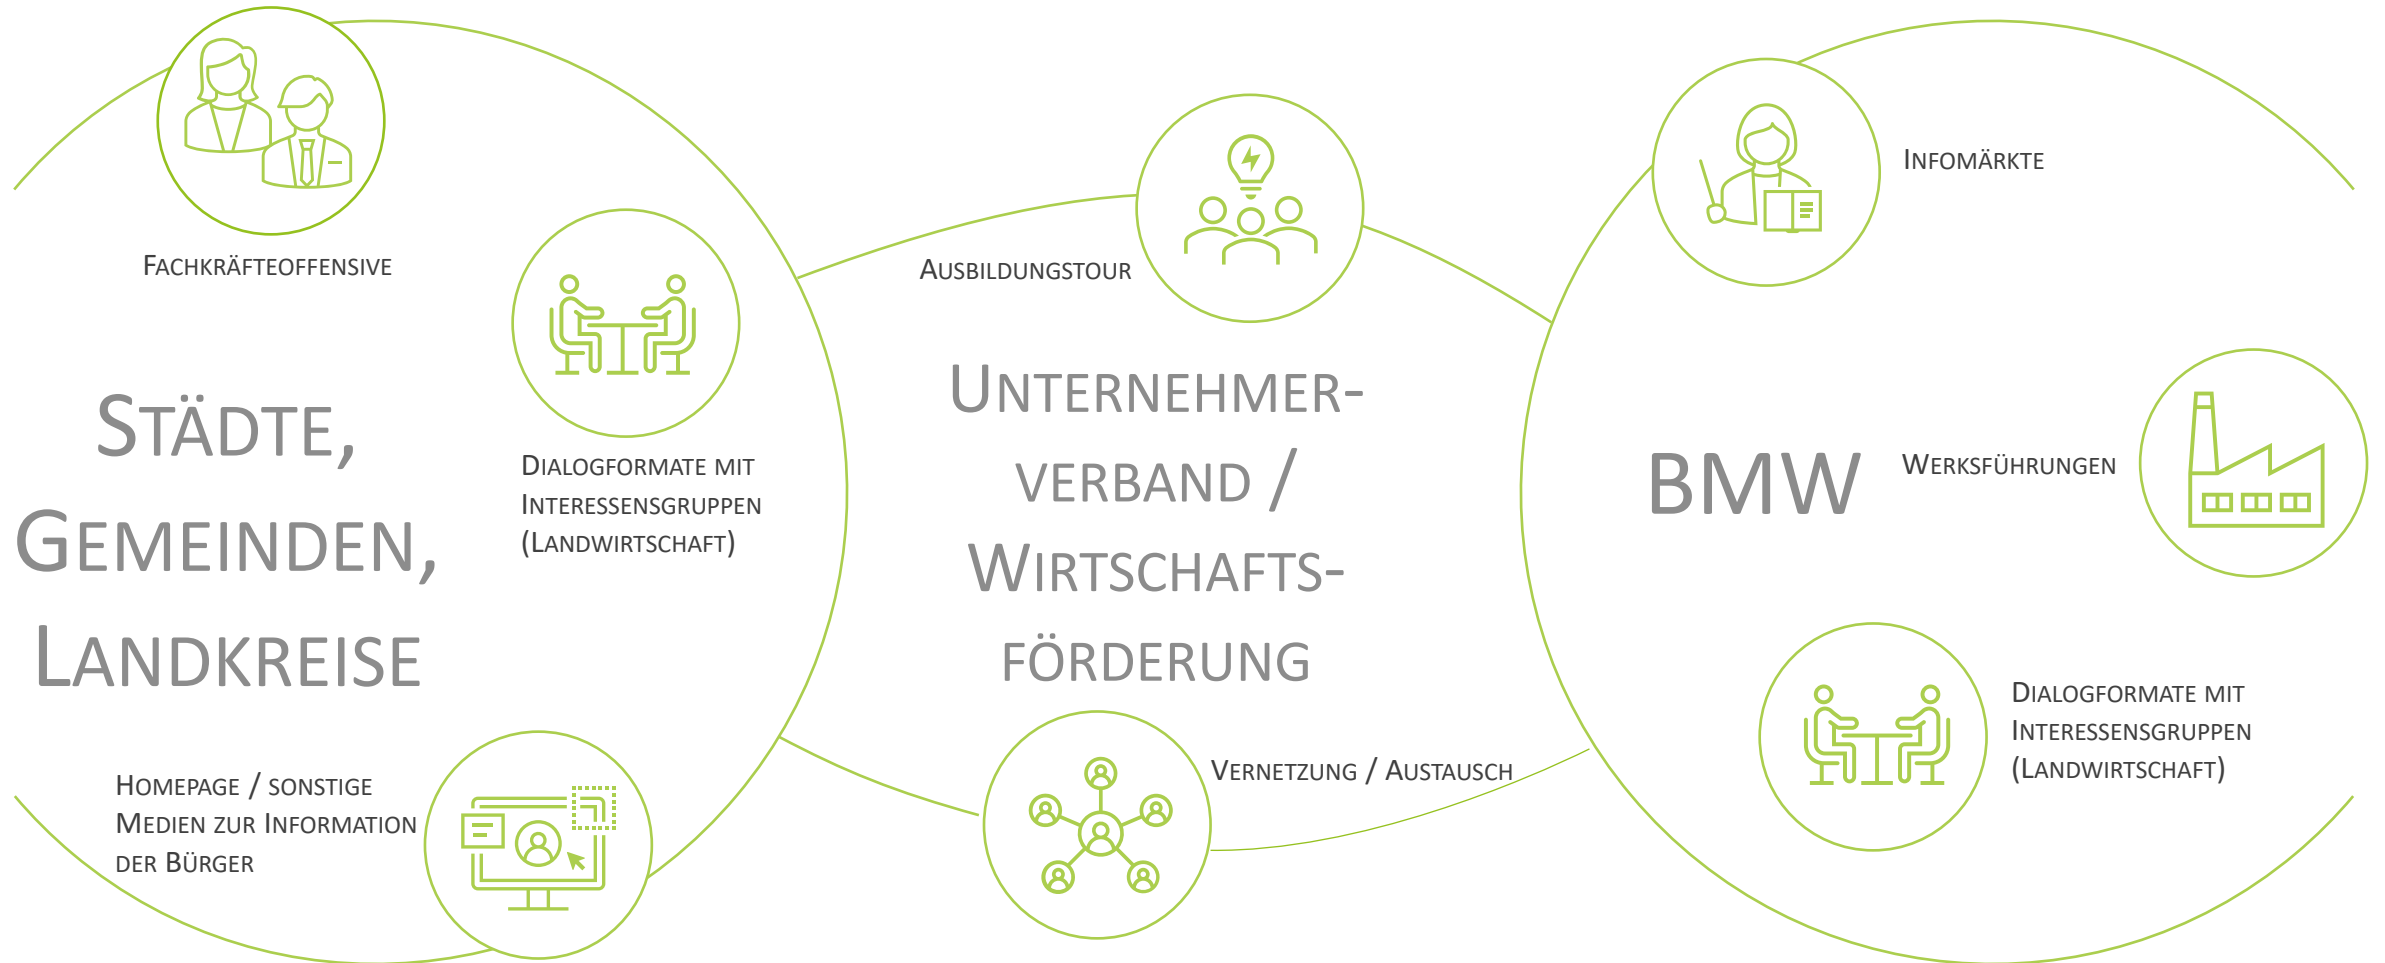 Fachkräfteoffensive
Städte,
Gemeinden,
Landkreise
Dialogformate mit
Interessensgruppen
(Landwirtschaft)
Homepage / sonstige
Medien zur Information
der Bürger
Ausbildungstour
Unternehmer-
verband /
Wirtschafts-
förderung
Vernetzung / Austausch
Infomärkte
BMW
Werksführungen
Dialogformate mit
Interessensgruppen
(Landwirtschaft)